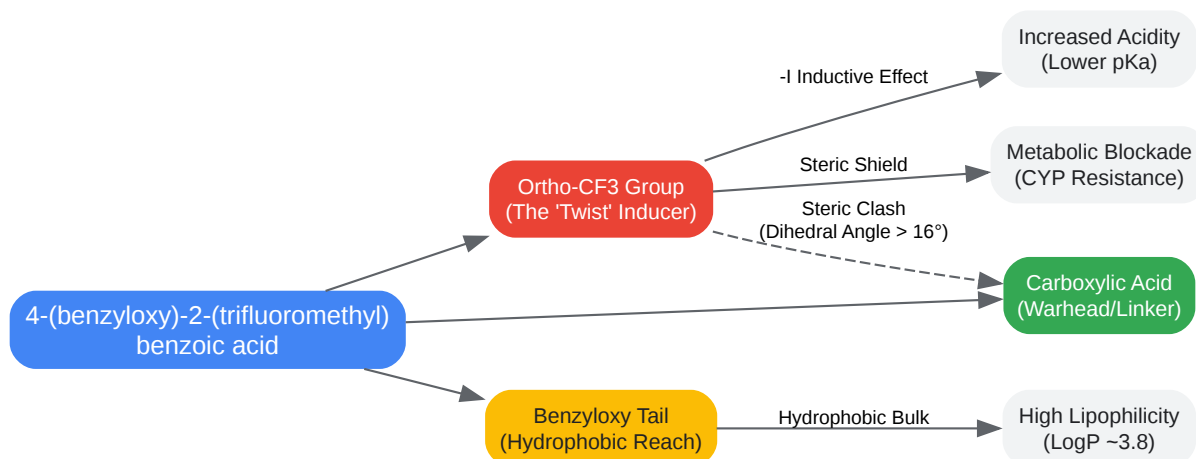 Increased Acidity
(Lower pKa)
-I Inductive Effect
Metabolic Blockade
(CYP Resistance)
Steric Shield
Ortho-CF3 Group
(The 'Twist' Inducer)
Steric Clash
(Dihedral Angle > 16°)
Carboxylic Acid
(Warhead/Linker)
4-(benzyloxy)-2-(trifluoromethyl)
benzoic acid
Benzyloxy Tail
(Hydrophobic Reach)
Hydrophobic Bulk
High Lipophilicity
(LogP ~3.8)